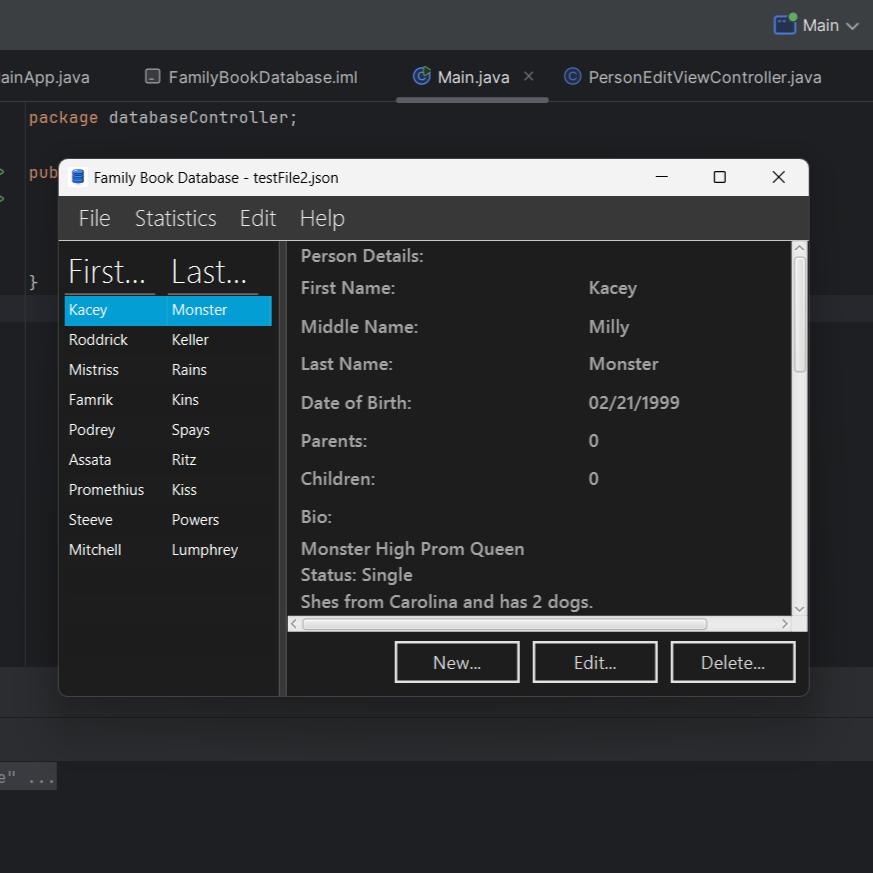 Main
ainApp.java FamilyBookDatabase.iml Main.java PersonEditViewController.java
package databaseController;
pub
}
Family Book Database - testFile2.json
File Statistics Edit Help
First... Last...
Kacey Monster
Roddrick Keller
Mistriss Rains
Famrik Kins
Podrey Spays
Assata Ritz
Promethius Kiss
Steeve Powers
Mitchell Lumphrey
Person Details:
First Name: Kacey
Middle Name: Milly
Last Name: Monster
Date of Birth: 02/21/1999
Parents: 0
Children: 0
Bio:
Monster High Prom Queen
Status: Single
Shes from Carolina and has 2 dogs.
New... Edit... Delete...
e" ...